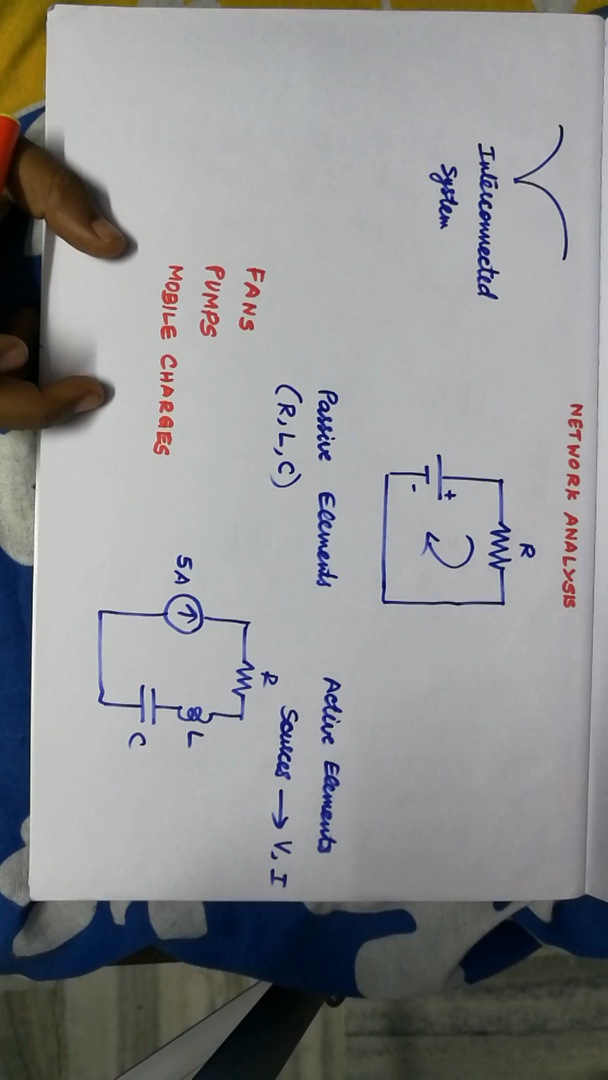 NETWORK ANALYSIS
Interconnected
System
R
+
-
Passive Elements
(R, L, C)
Active Elements
Sources → V, I
FANS
PUMPS
MOBILE CHARGES
5A
R
L
C